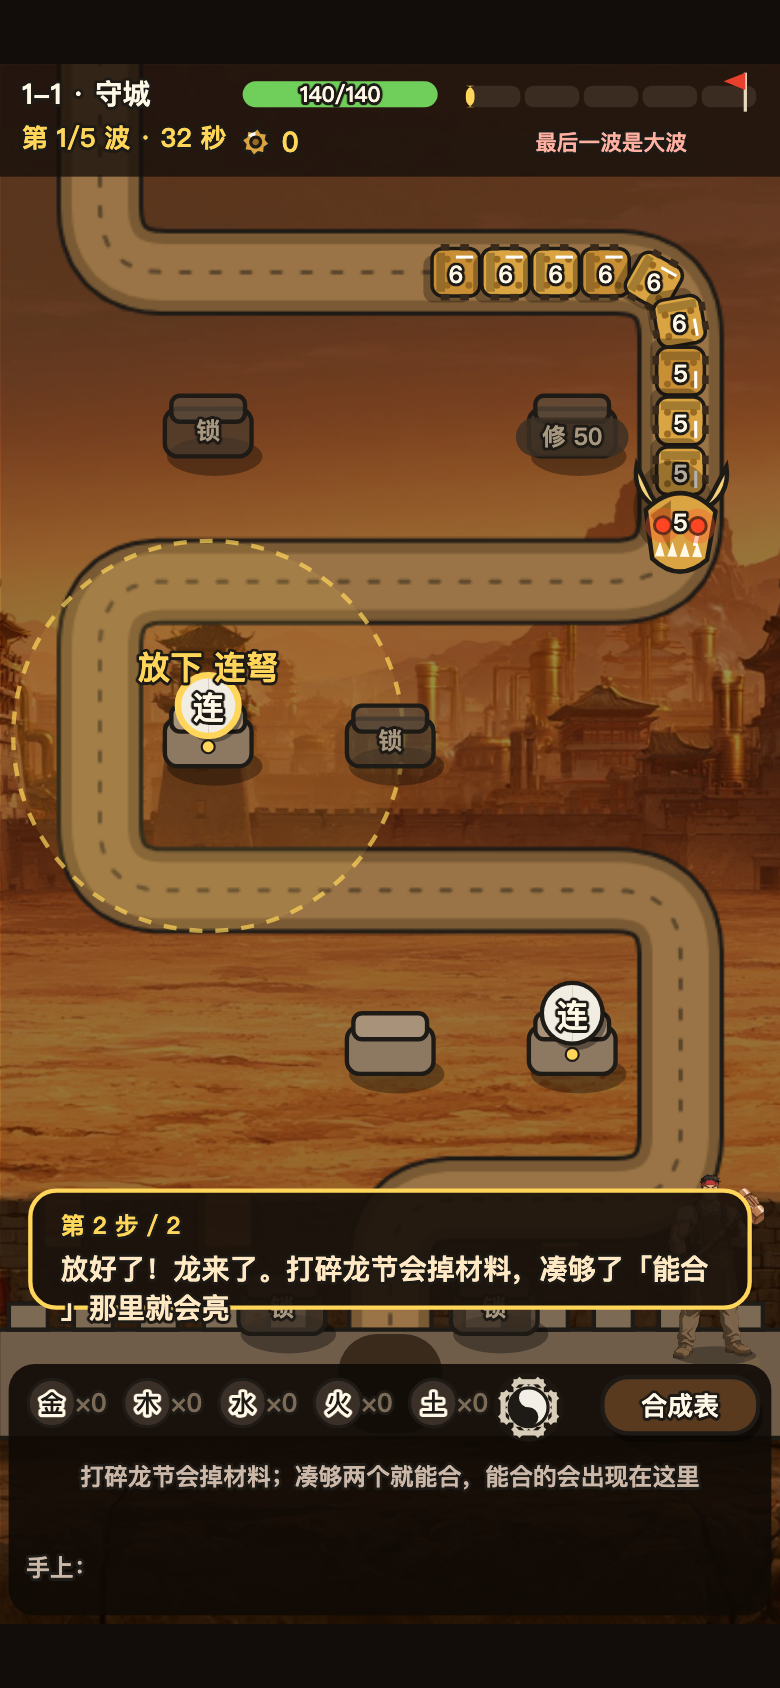 1–1 · 守城
140/140
第 1/5 波 · 32 秒
0
最后一波是大波
6 6 6 6 6
6
5
5
5
5
锁
修 50
放下 连弩
连
锁
连
第 2 步 / 2
放好了！龙来了。打碎龙节会掉材料，凑够了「能合
」那里就会亮
锁 锁
金 ×0 木 ×0 水 ×0 火 ×0 土 ×0
合成表
打碎龙节会掉材料；凑够两个就能合，能合的会出现在这里
手上：